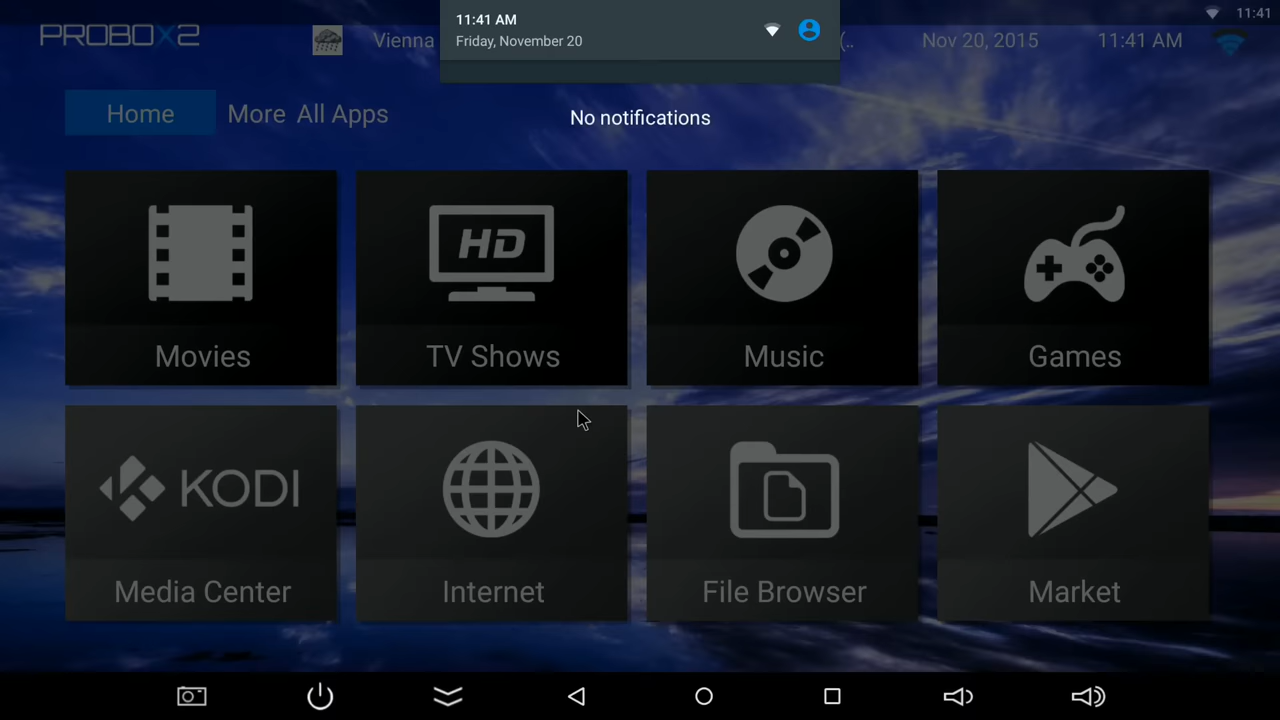 11:41 AM
Friday, November 20
11:41
PROBOX2
Vienna
(..
Nov 20, 2015
11:41 AM
Home
More
All Apps
No notifications
HD
Movies
TV Shows
Music
Games
KODI
Media Center
Internet
File Browser
Market